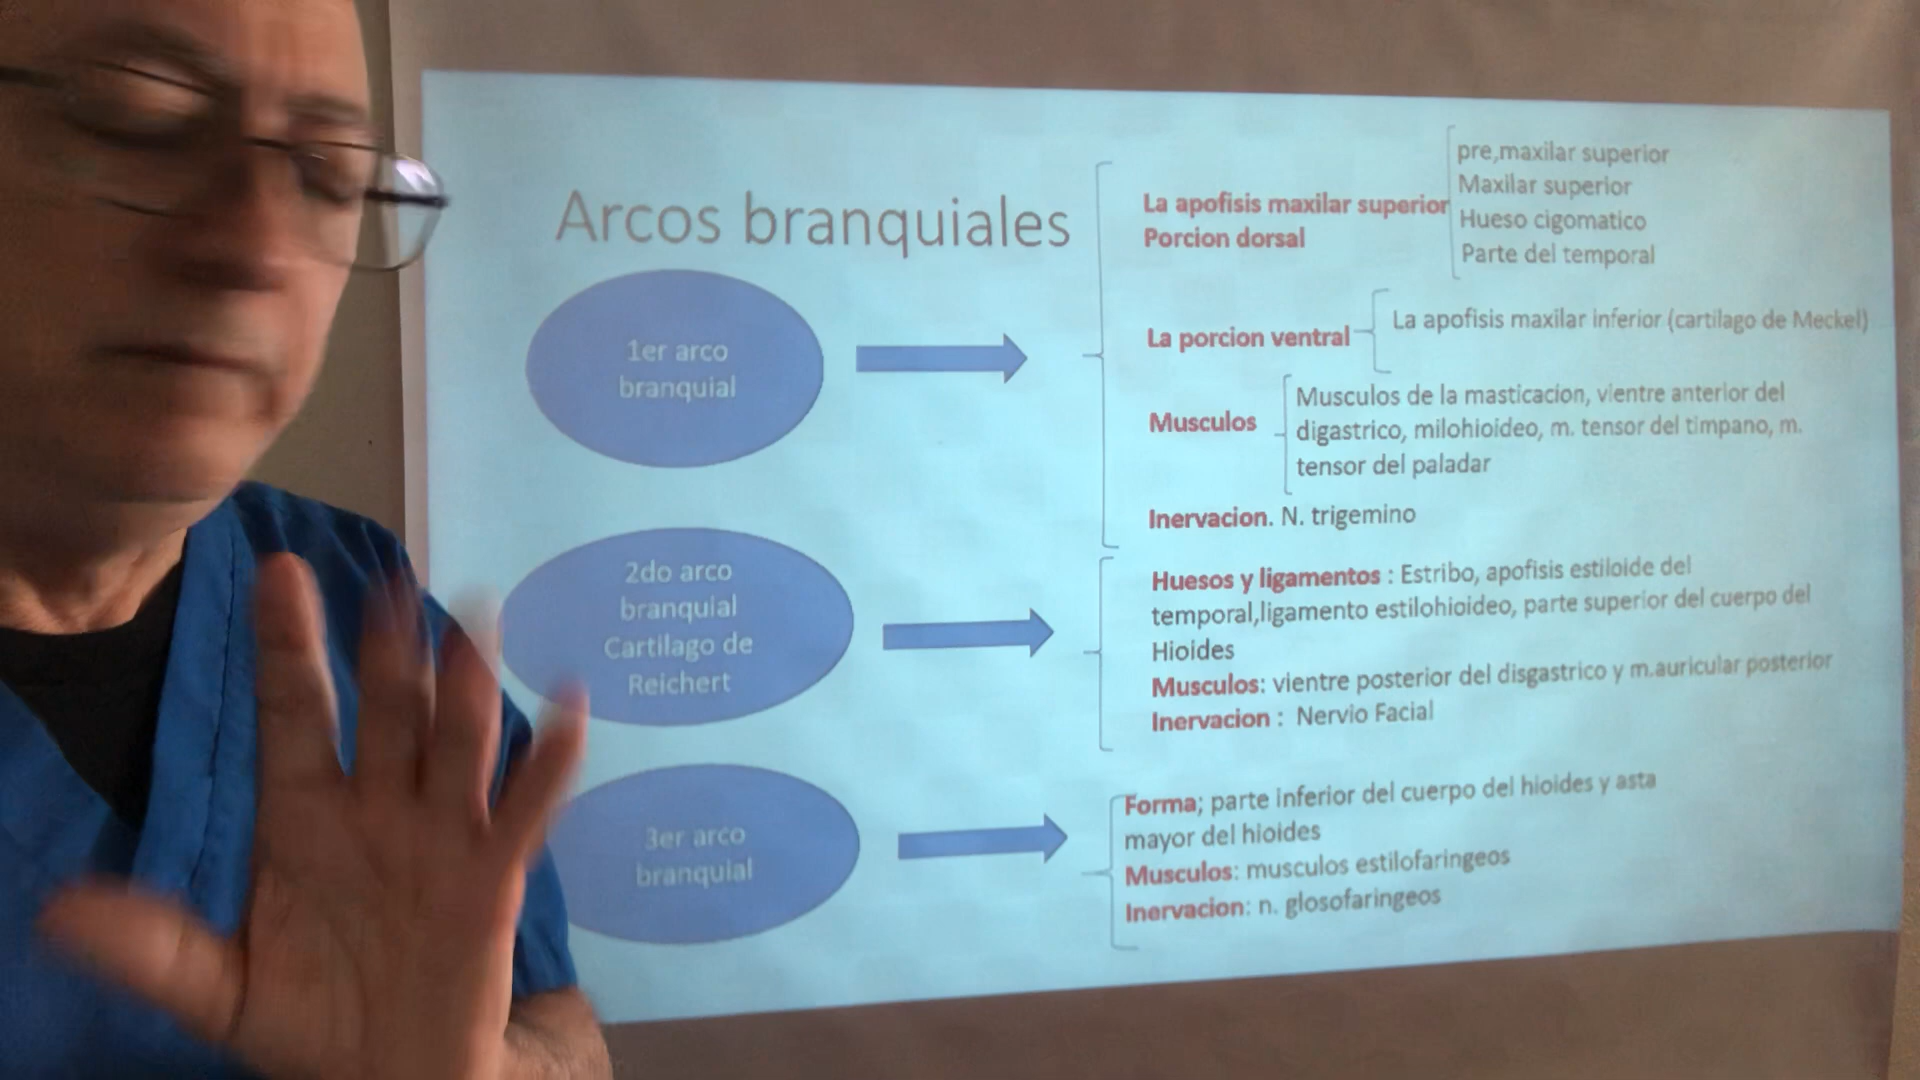 Arcos branquiales
1er arco
branquial
La apofisis maxilar superior
Porcion dorsal
pre,maxilar superior
Maxilar superior
Hueso cigomatico
Parte del temporal
La porcion ventral
La apofisis maxilar inferior (cartilago de Meckel)
Musculos
Musculos de la masticacion, vientre anterior del
digastrico, milohioideo, m. tensor del timpano, m.
tensor del paladar
Inervacion. N. trigemino
2do arco
branquial
Cartilago de
Reichert
Huesos y ligamentos : Estribo, apofisis estiloide del
temporal,ligamento estilohioideo, parte superior del cuerpo del
Hioides
Musculos: vientre posterior del disgastrico y m.auricular posterior
Inervacion : Nervio Facial
3er arco
branquial
Forma; parte inferior del cuerpo del hioides y asta
mayor del hioides
Musculos: musculos estilofaringeos
Inervacion: n. glosofaringeos